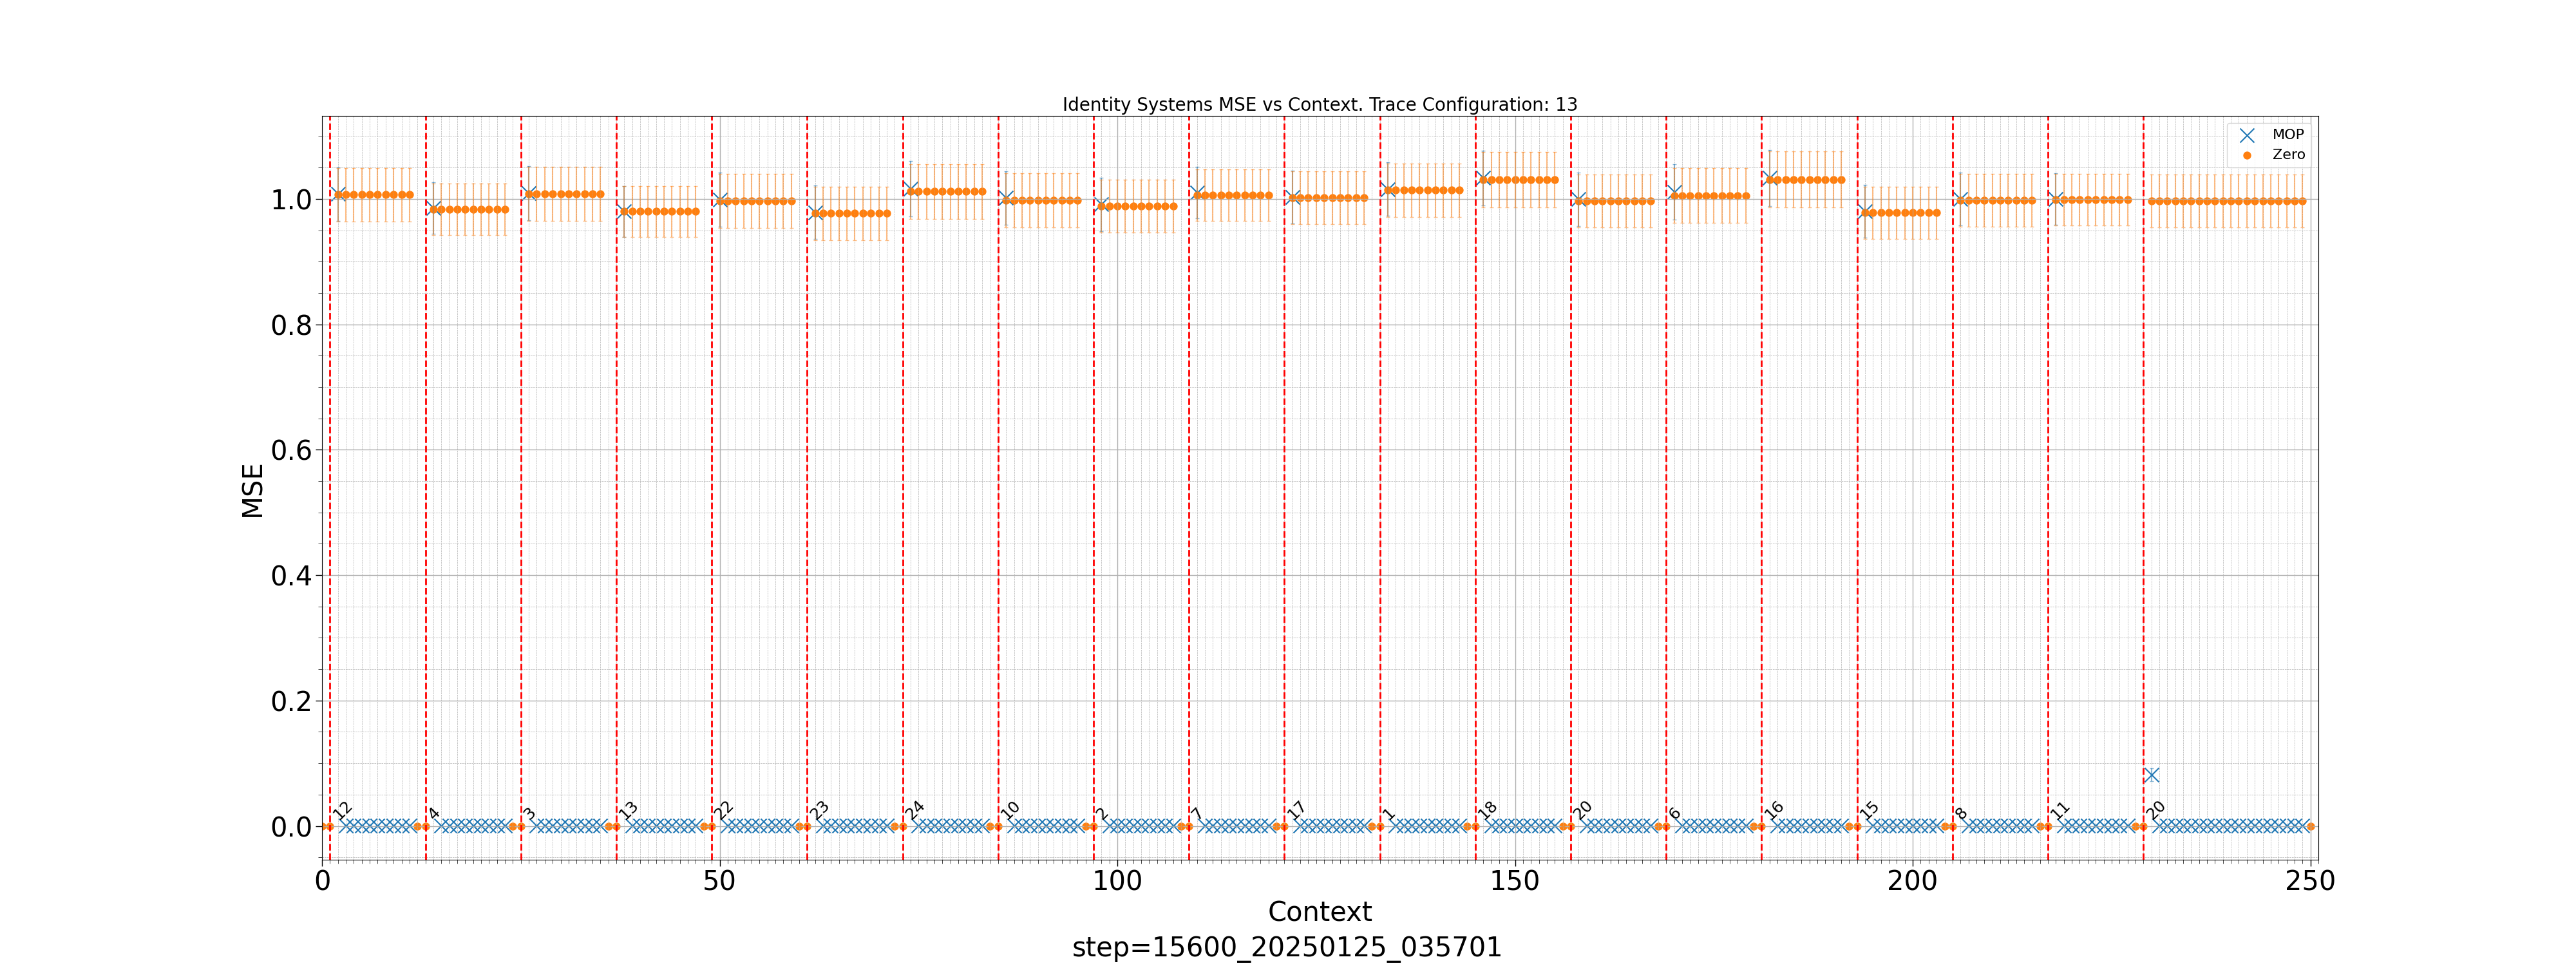 Identity Systems MSE vs Context. Trace Configuration: 13
MOP
Zero
1.0
0.8
0.6
0.4
0.2
0.0
MSE
12 4 3 13 22 23 24 10 2 7 17 1 18 20 6 16 15 8 11 20
0 50 100 150 200 250
Context
step=15600_20250125_035701